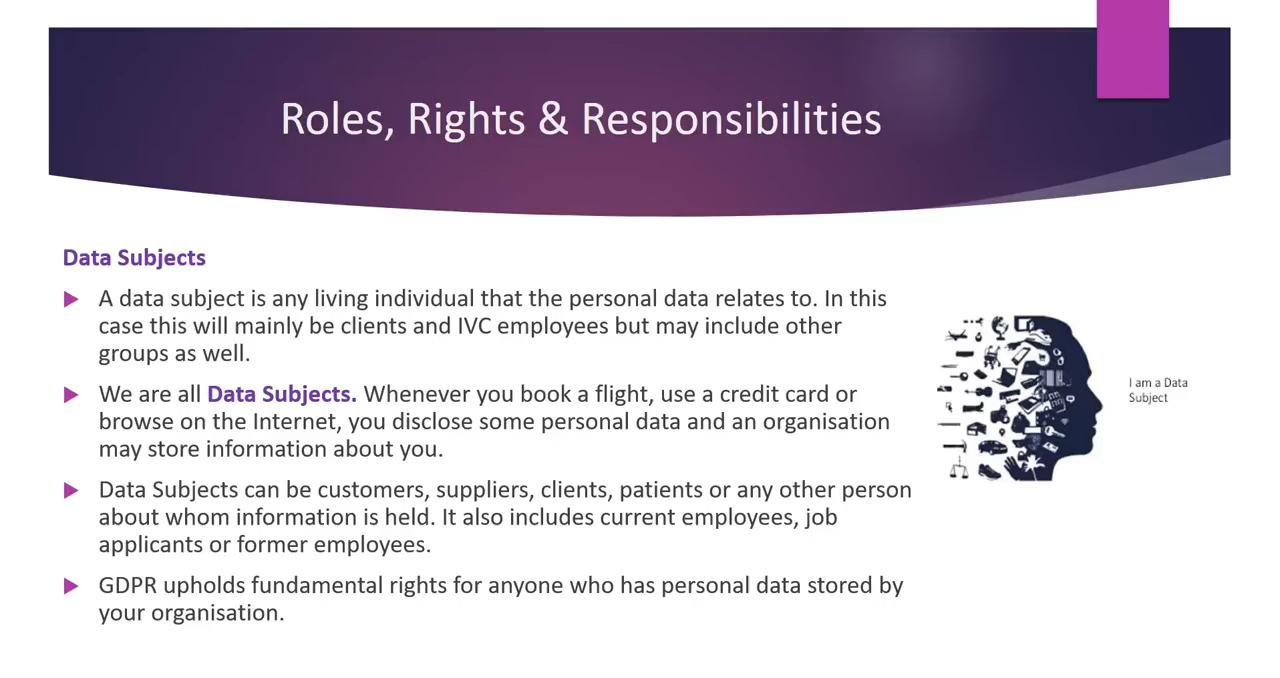 Roles, Rights & Responsibilities
Data Subjects
A data subject is any living individual that the personal data relates to. In this
case this will mainly be clients and IVC employees but may include other
groups as well.
We are all Data Subjects. Whenever you book a flight, use a credit card or
browse on the Internet, you disclose some personal data and an organisation
may store information about you.
Data Subjects can be customers, suppliers, clients, patients or any other person
about whom information is held. It also includes current employees, job
applicants or former employees.
GDPR upholds fundamental rights for anyone who has personal data stored by
your organisation.
I am a Data
Subject